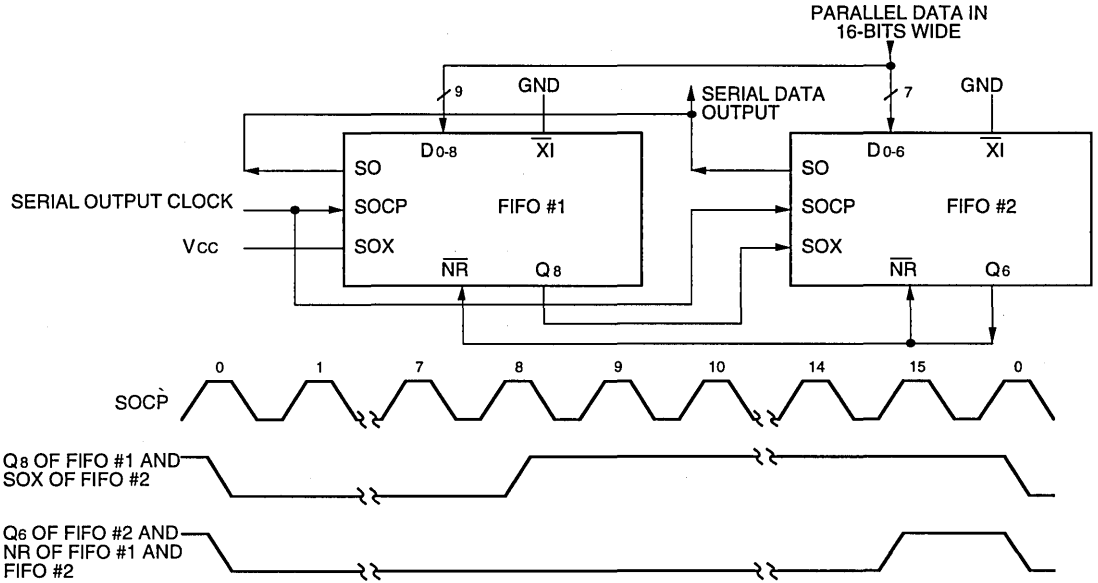 PARALLEL DATA IN
16-BITS WIDE
9
GND
SERIAL DATA
OUTPUT
7
GND
D0-8
XI
D0-6
XI
SO
SO
SERIAL OUTPUT CLOCK
SOCP
FIFO #1
SOCP
FIFO #2
VCC
SOX
SOX
NR
Q8
NR
Q6
0
1
7
8
9
10
14
15
0
SOCP
Q8 OF FIFO #1 AND
SOX OF FIFO #2
Q6 OF FIFO #2 AND
NR OF FIFO #1 AND
FIFO #2